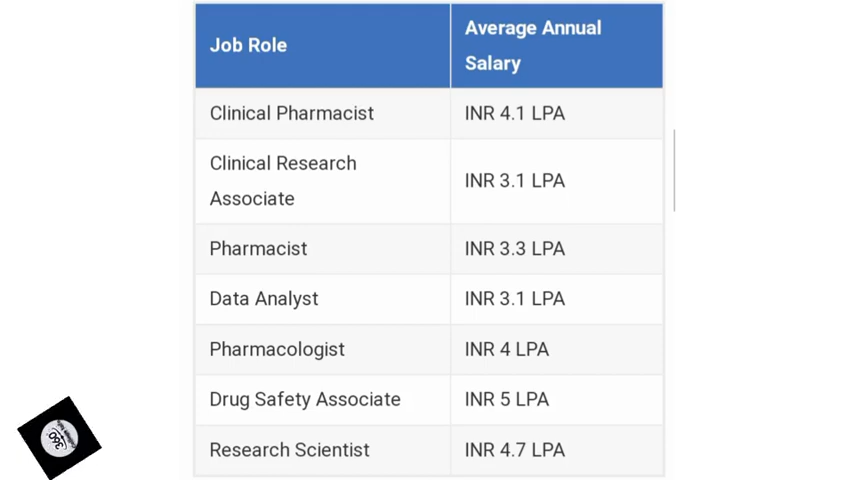 Job Role
Average Annual
Salary
Clinical Pharmacist
INR 4.1 LPA
Clinical Research
Associate
INR 3.1 LPA
Pharmacist
INR 3.3 LPA
Data Analyst
INR 3.1 LPA
Pharmacologist
INR 4 LPA
Drug Safety Associate
INR 5 LPA
Research Scientist
INR 4.7 LPA
360